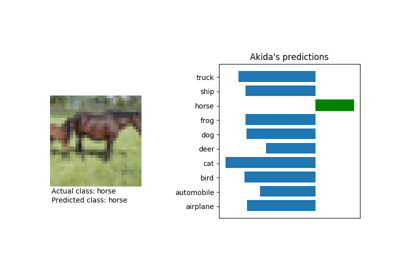 Akida's predictions
truck
ship
horse
frog
dog
deer
cat
bird
automobile
airplane
Actual class: horse
Predicted class: horse